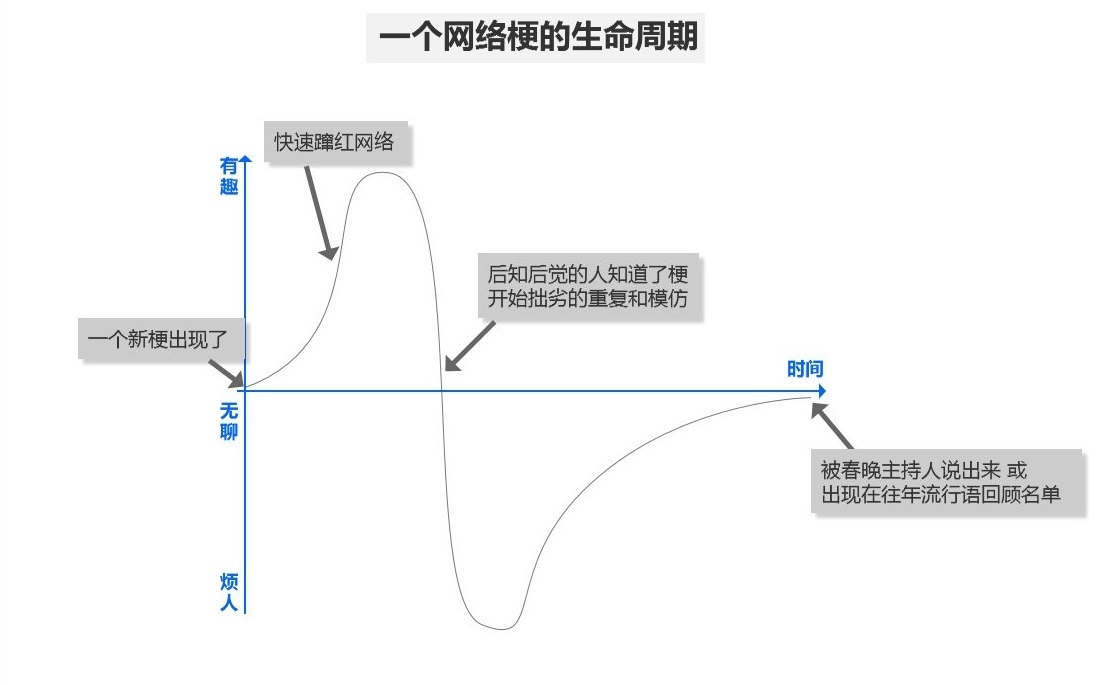 一个网络梗的生命周期
快速蹿红网络
有
趣
后知后觉的人知道了梗
开始拙劣的重复和模仿
一个新梗出现了
时间
无
聊
被春晚主持人说出来 或
出现在往年流行语回顾名单
烦
人